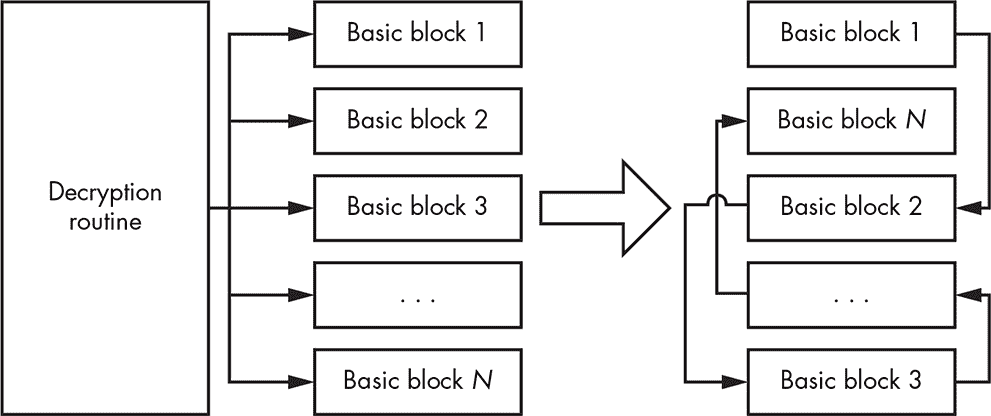 Decryption
routine
Basic block 1
Basic block 2
Basic block 3
. . .
Basic block N
Basic block 1
Basic block N
Basic block 2
. . .
Basic block 3